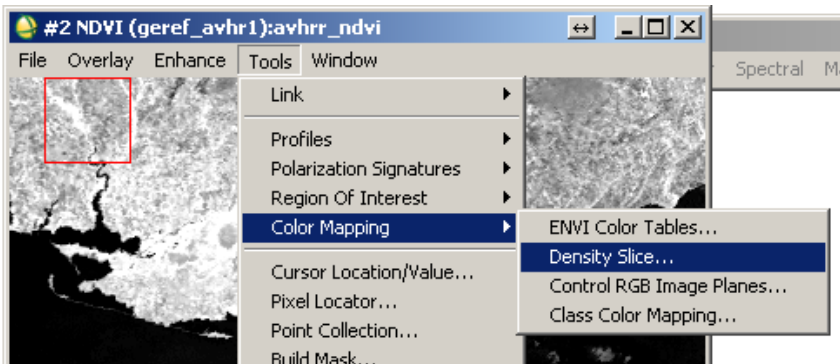 #2 NDVI (geref_avhr1):avhrr_ndvi
File Overlay Enhance Tools Window
Spectral
Link
Profiles
Polarization Signatures
Region Of Interest
Color Mapping
ENVI Color Tables...
Density Slice...
Control RGB Image Planes...
Class Color Mapping...
Cursor Location/Value...
Pixel Locator...
Point Collection...
Build Mask...